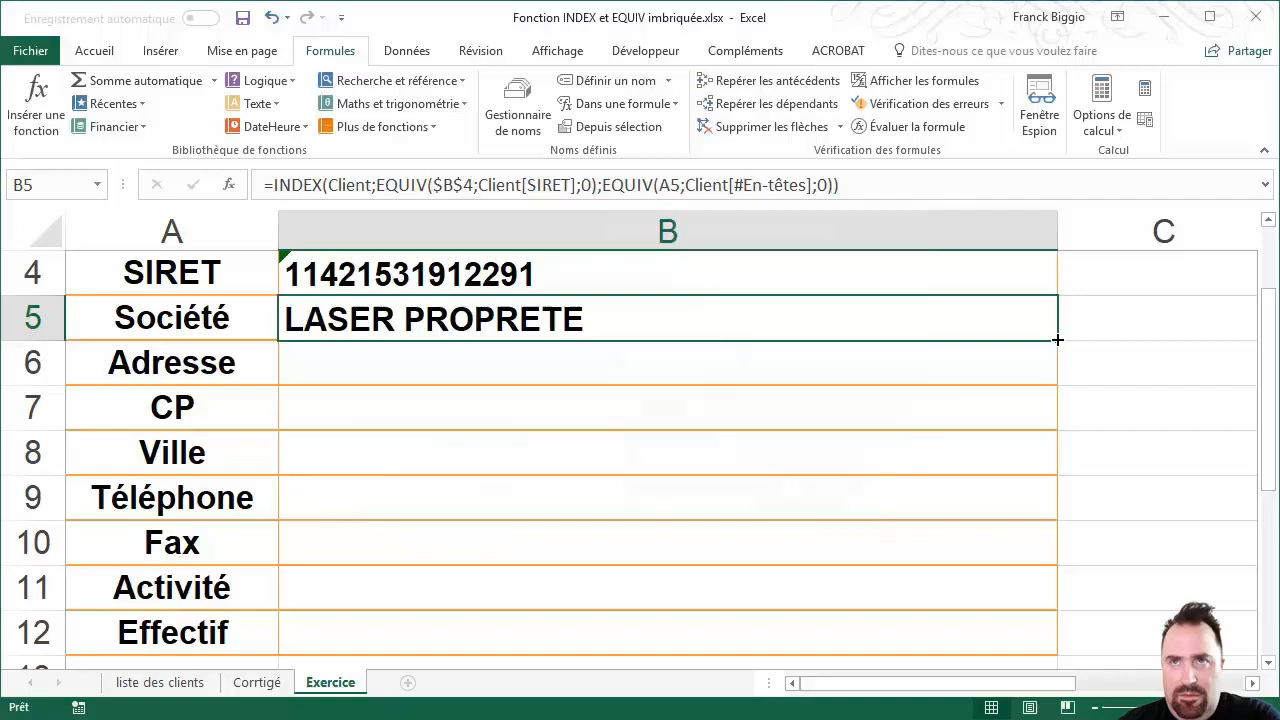 Enregistrement automatique
Fonction INDEX et EQUIV imbriquée.xlsx - Excel
Franck Biggio
Fichier Accueil Insérer Mise en page Formules Données Révision Affichage Développeur Compléments ACROBAT Dites-nous ce que vous voulez faire Partager
Insérer une fonction
Somme automatique
Récentes
Financier
Logique
Texte
DateHeure
Recherche et référence
Maths et trigonométrie
Plus de fonctions
Bibliothèque de fonctions
Gestionnaire de noms
Définir un nom
Dans une formule
Depuis sélection
Noms définis
Repérer les antécédents
Repérer les dépendants
Supprimer les flèches
Afficher les formules
Vérification des erreurs
Évaluer la formule
Vérification des formules
Fenêtre Espion
Options de calcul
Calcul
B5 fx =INDEX(Client;EQUIV($B$4;Client[SIRET];0);EQUIV(A5;Client[#En-têtes];0))
A B C
4 SIRET 11421531912291
5 Société LASER PROPRETE
6 Adresse
7 CP
8 Ville
9 Téléphone
10 Fax
11 Activité
12 Effectif
liste des clients Corrtigé Exercice
Prêt